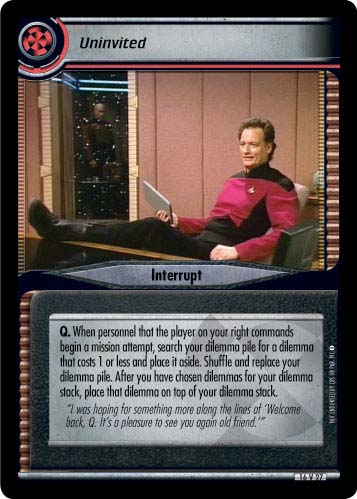 Uninvited
Interrupt
Q. When personnel that the player on your right commands
begin a mission attempt, search your dilemma pile for a dilemma
that costs 1 or less and place it aside. Shuffle and replace your
dilemma pile. After you have chosen dilemmas for your dilemma
stack, place that dilemma on top of your dilemma stack.
"I was hoping for something more along the lines of 'Welcome
back, Q. It's a pleasure to see you again old friend.'"
16 V 27